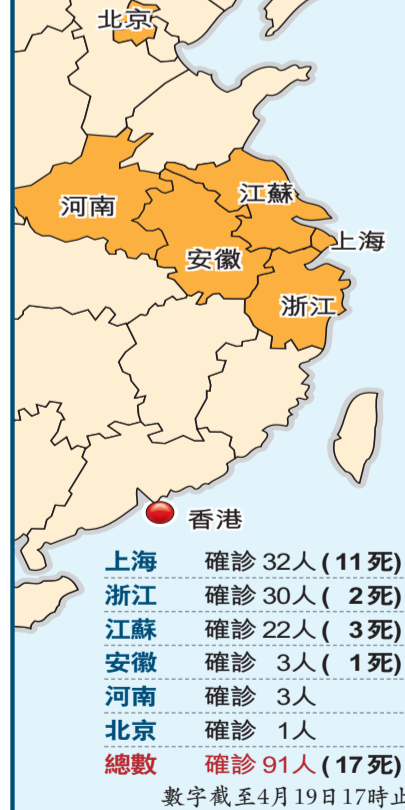 北京
河南
江蘇
安徽
上海
浙江
香港
上海 確診 32人 ( 11 死)
浙江 確診 30人 ( 2 死)
江蘇 確診 22人 ( 3 死)
安徽 確診 3人 ( 1 死)
河南 確診 3人
北京 確診 1人
總數 確診 91人 ( 17 死)
數字截至4月19日17時止